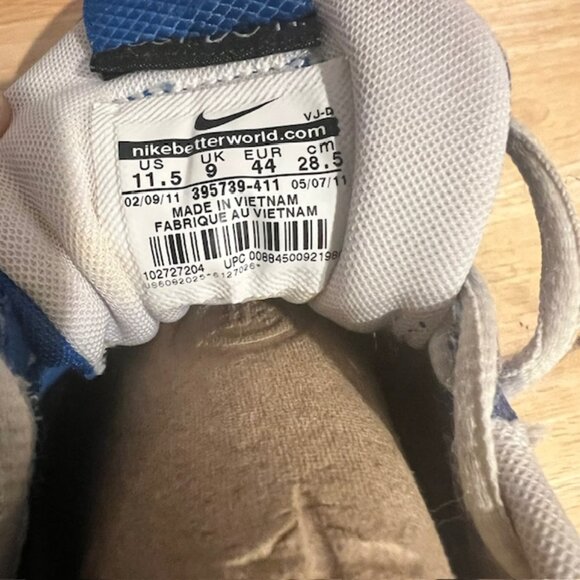 VJ-D
nikebetterworld.com
US UK EUR cm
11.5 9 44 28.5
02/09/11 395739-411 05/07/11
MADE IN VIETNAM
FABRIQUE AU VIETNAM
102727204 UPC 00884500921980